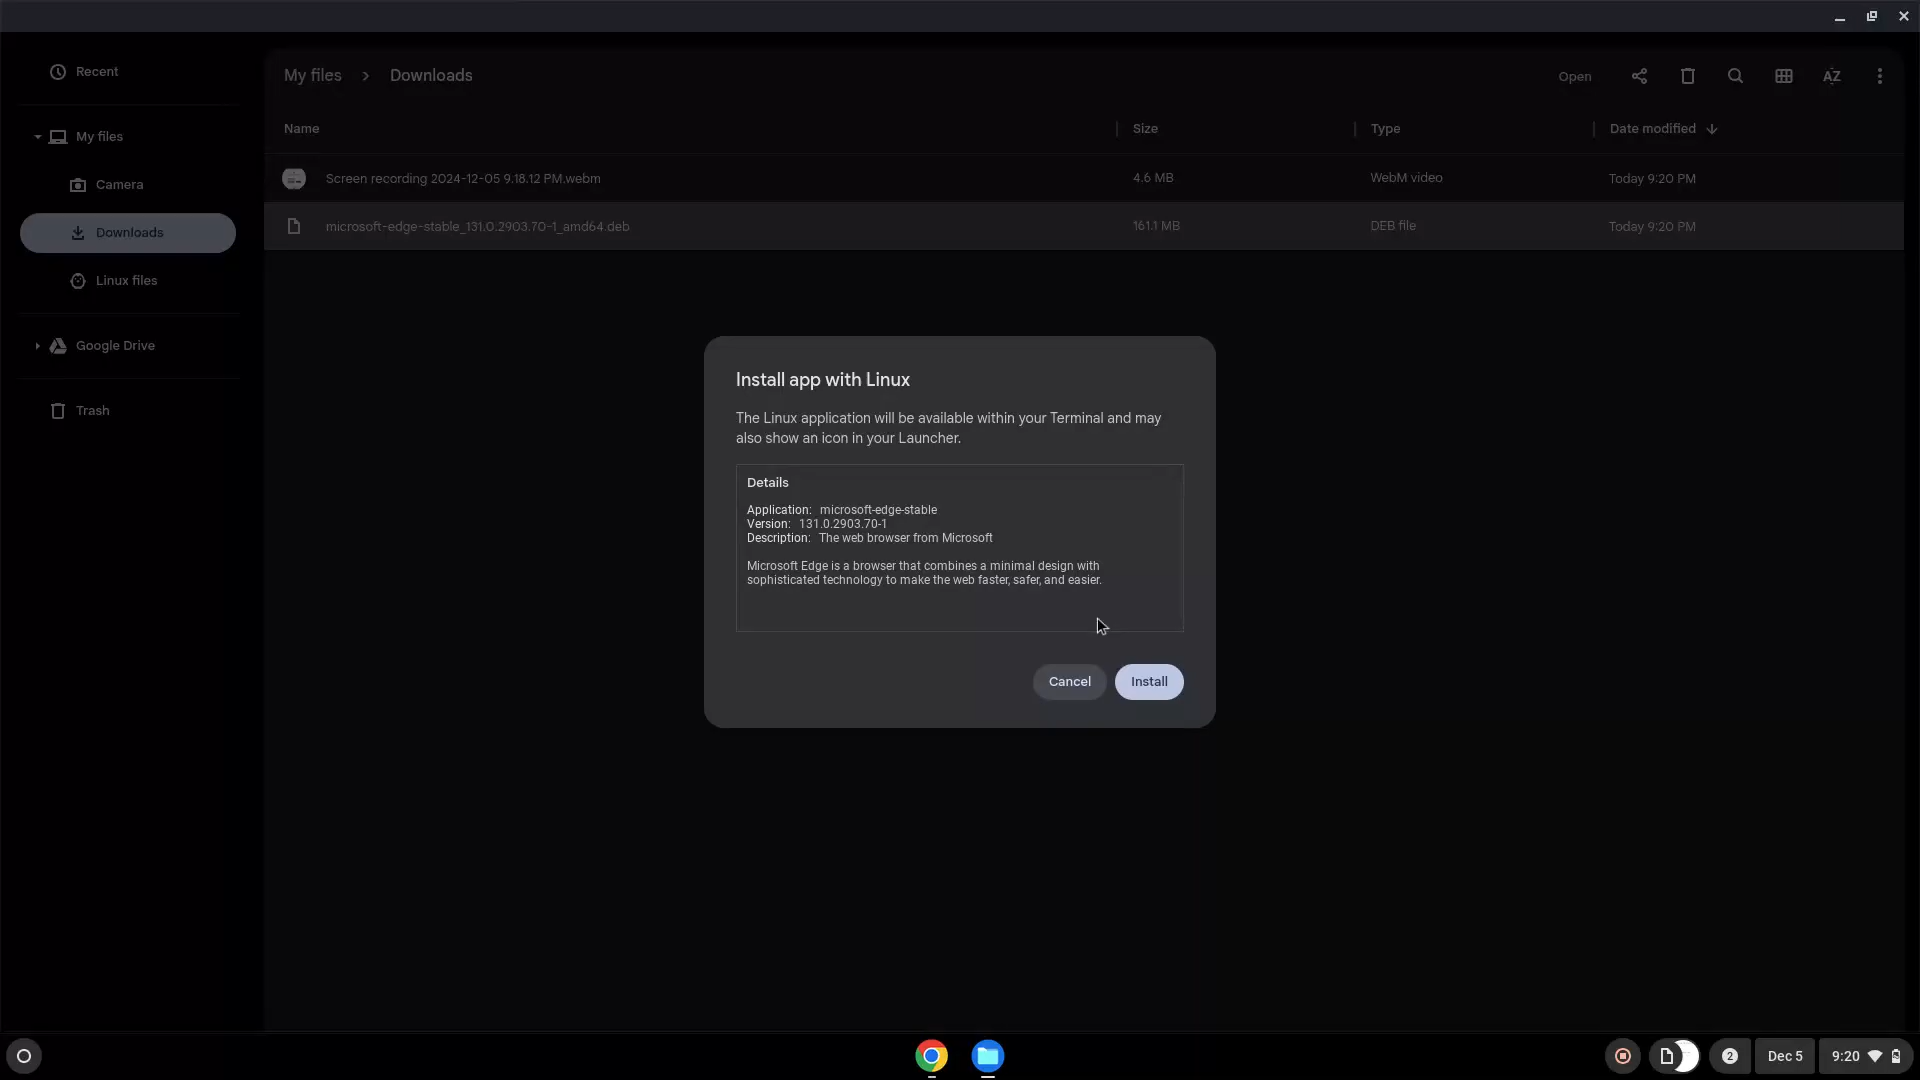 Recent
My files
Camera
Downloads
Linux files
Google Drive
Trash
My files > Downloads
Open
AZ
Name
Size
Type
Date modified
Screen recording 2024-12-05 9.18.12 PM.webm
4.6 MB
WebM video
Today 9:20 PM
microsoft-edge-stable_131.0.2903.70-1_amd64.deb
161.1 MB
DEB file
Today 9:20 PM
Install app with Linux
The Linux application will be available within your Terminal and may
also show an icon in your Launcher.
Details
Application: microsoft-edge-stable
Version: 131.0.2903.70-1
Description: The web browser from Microsoft
Microsoft Edge is a browser that combines a minimal design with
sophisticated technology to make the web faster, safer, and easier.
Cancel
Install
2
Dec 5
9:20